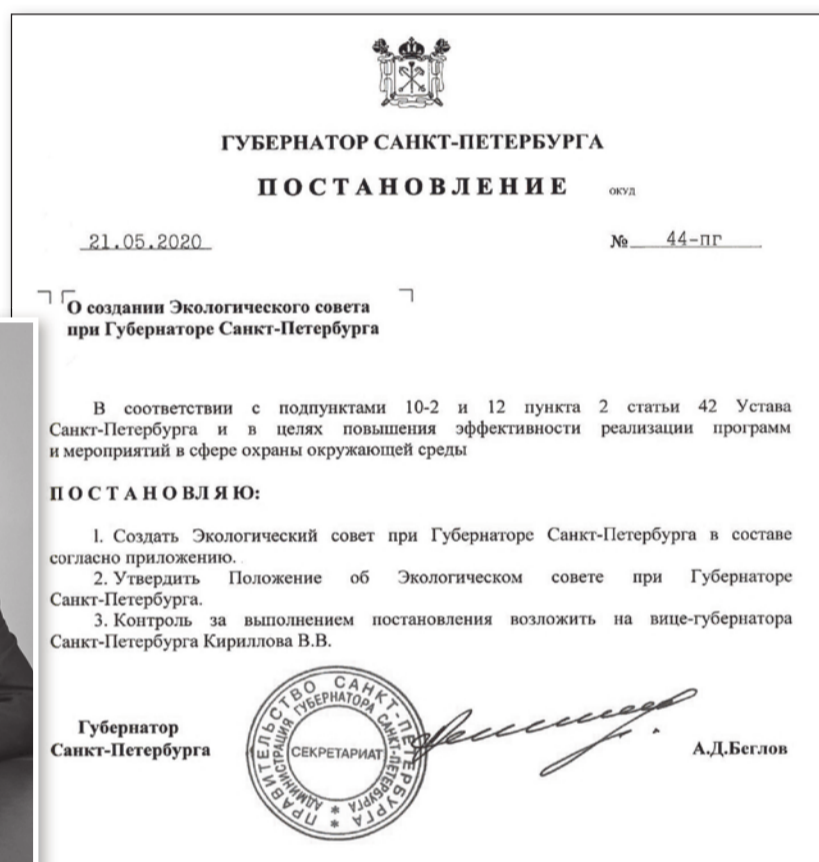 ГУБЕРНАТОР САНКТ-ПЕТЕРБУРГА
ПОСТАНОВЛЕНИЕ
окуд
21.05.2020
№ 44-пг
О создании Экологического совета
при Губернаторе Санкт-Петербурга
В соответствии с подпунктами 10-2 и 12 пункта 2 статьи 42 Устава
Санкт-Петербурга и в целях повышения эффективности реализации программ
и мероприятий в сфере охраны окружающей среды
ПОСТАНОВЛЯЮ:
1. Создать Экологический совет при Губернаторе Санкт-Петербурга в составе
согласно приложению.
2. Утвердить Положение об Экологическом совете при Губернаторе
Санкт-Петербурга.
3. Контроль за выполнением постановления возложить на вице-губернатора
Санкт-Петербурга Кириллова В.В.
Губернатор
Санкт-Петербурга
ПРАВИТЕЛЬСТВО САНКТ-ПЕТЕРБУРГА
АДМИНИСТРАЦИЯ ГУБЕРНАТОРА САНКТ-ПЕТЕРБУРГА
СЕКРЕТАРИАТ
А.Д.Беглов